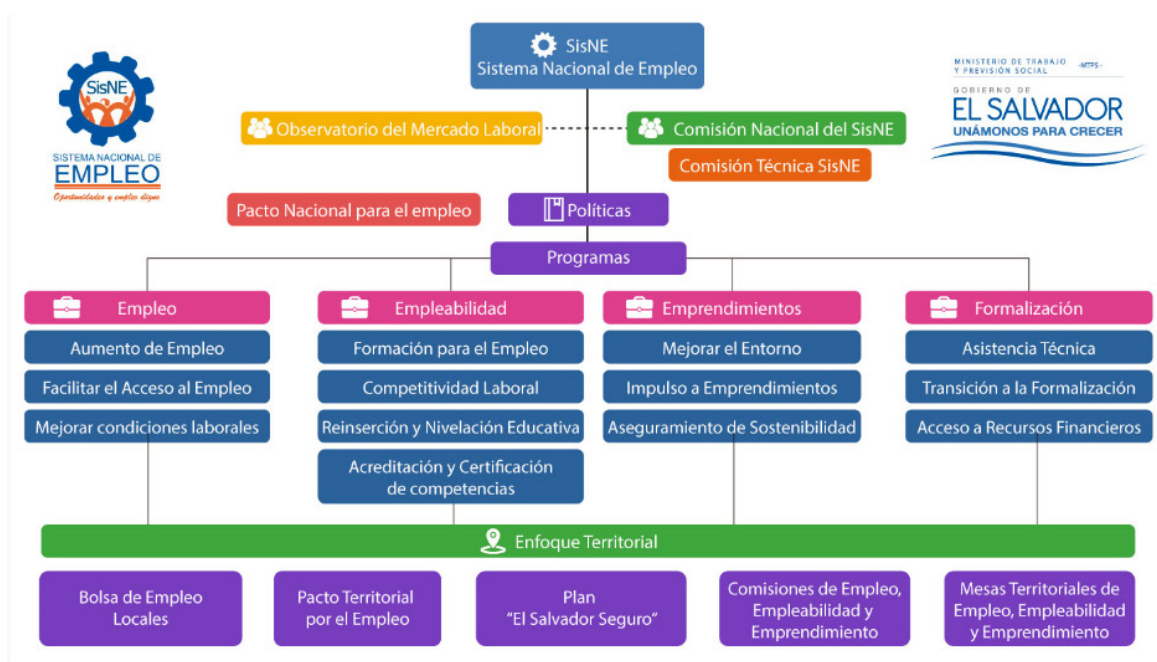 SisNE
Sistema Nacional de Empleo
SisNE
SISTEMA NACIONAL DE
EMPLEO
Oportunidades y empleo digno
MINISTERIO DE TRABAJO
Y PREVISIÓN SOCIAL -MTPS-
GOBIERNO DE
EL SALVADOR
UNÁMONOS PARA CRECER
Observatorio del Mercado Laboral
Comisión Nacional del SisNE
Comisión Técnica SisNE
Pacto Nacional para el empleo
Políticas
Programas
Empleo
Aumento de Empleo
Facilitar el Acceso al Empleo
Mejorar condiciones laborales
Empleabilidad
Formación para el Empleo
Competitividad Laboral
Reinserción y Nivelación Educativa
Acreditación y Certificación
de competencias
Emprendimientos
Mejorar el Entorno
Impulso a Emprendimientos
Aseguramiento de Sostenibilidad
Formalización
Asistencia Técnica
Transición a la Formalización
Acceso a Recursos Financieros
Enfoque Territorial
Bolsa de Empleo
Locales
Pacto Territorial
por el Empleo
Plan
“El Salvador Seguro”
Comisiones de Empleo,
Empleabilidad y
Emprendimiento
Mesas Territoriales de
Empleo, Empleabilidad
y Emprendimiento